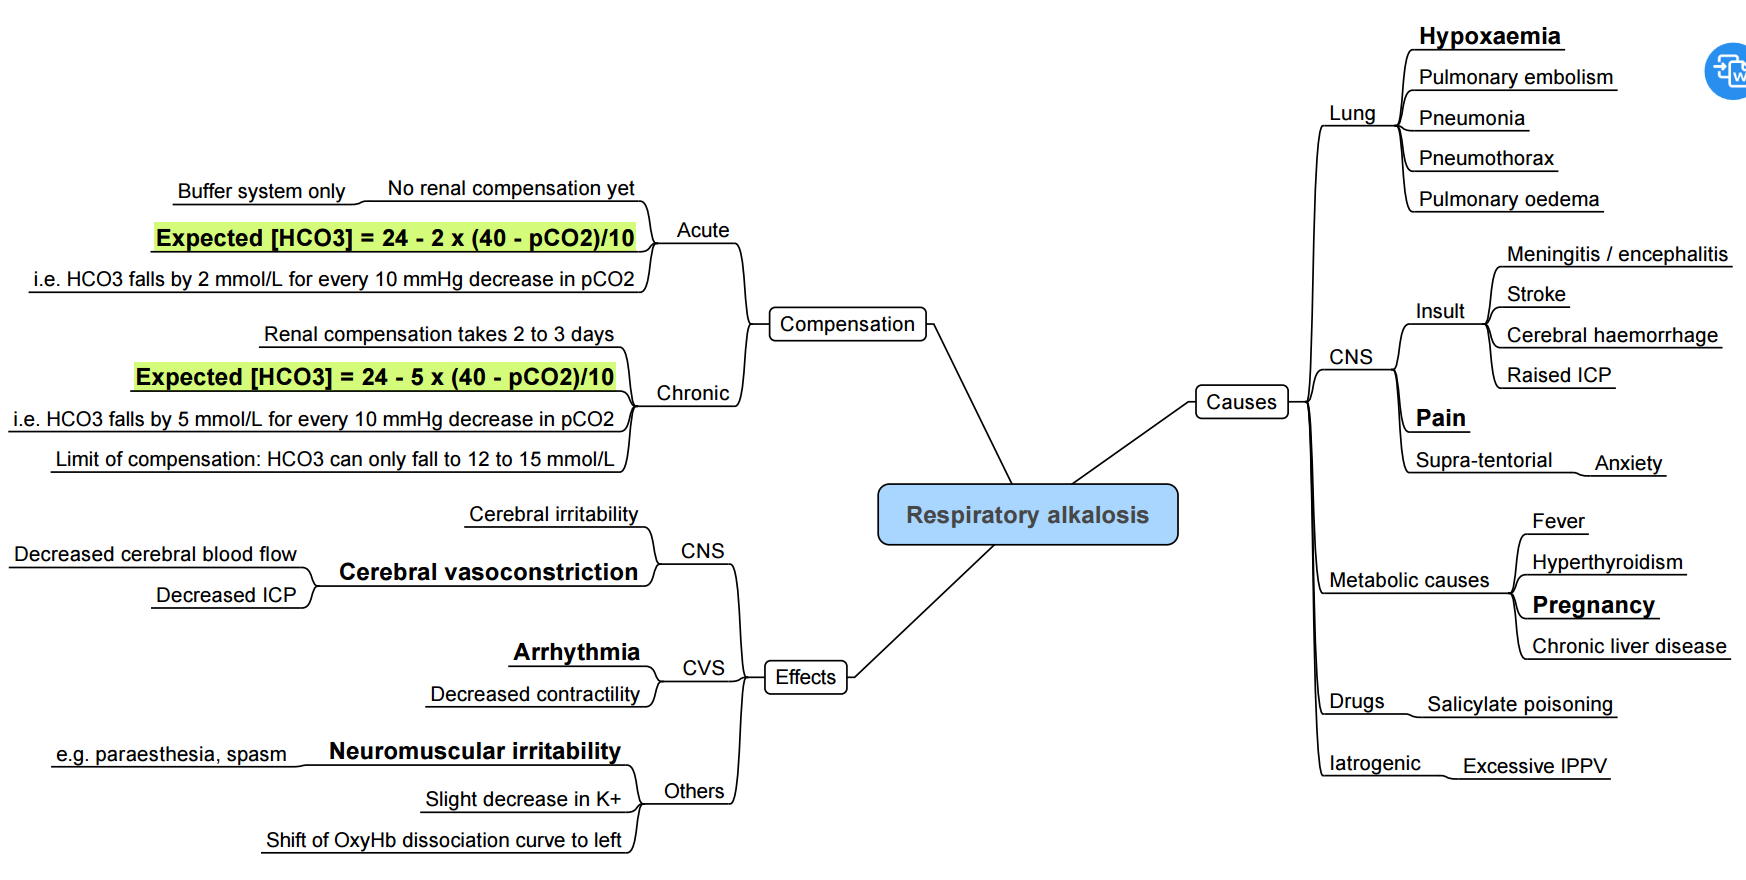 Respiratory alkalosis
Causes
Lung
Hypoxaemia
Pulmonary embolism
Pneumonia
Pneumothorax
Pulmonary oedema
CNS
Insult
Meningitis / encephalitis
Stroke
Cerebral haemorrhage
Raised ICP
Pain
Supra-tentorial
Anxiety
Metabolic causes
Fever
Hyperthyroidism
Pregnancy
Chronic liver disease
Drugs
Salicylate poisoning
Iatrogenic
Excessive IPPV
Compensation
Acute
No renal compensation yet
Buffer system only
Expected [HCO3] = 24 - 2 x (40 - pCO2)/10
i.e. HCO3 falls by 2 mmol/L for every 10 mmHg decrease in pCO2
Chronic
Renal compensation takes 2 to 3 days
Expected [HCO3] = 24 - 5 x (40 - pCO2)/10
i.e. HCO3 falls by 5 mmol/L for every 10 mmHg decrease in pCO2
Limit of compensation: HCO3 can only fall to 12 to 15 mmol/L
Effects
CNS
Cerebral irritability
Cerebral vasoconstriction
Decreased cerebral blood flow
Decreased ICP
CVS
Arrhythmia
Decreased contractility
Others
Neuromuscular irritability
e.g. paraesthesia, spasm
Slight decrease in K+
Shift of OxyHb dissociation curve to left
W